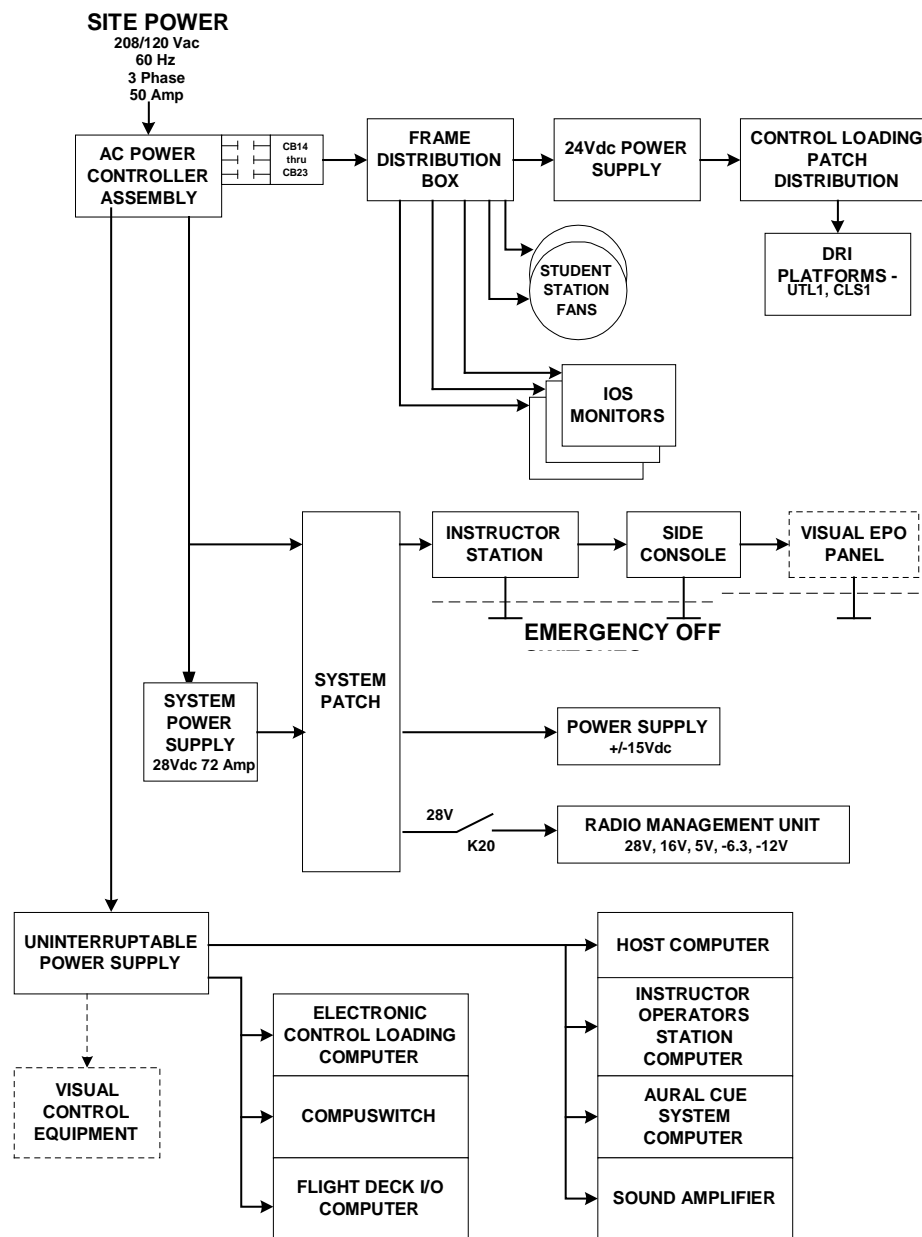 SITE POWER
208/120 Vac
60 Hz
3 Phase
50 Amp
AC POWER
CONTROLLER
ASSEMBLY
CB14
thru
CB23
FRAME
DISTRIBUTION
BOX
24Vdc POWER
SUPPLY
CONTROL LOADING
PATCH
DISTRIBUTION
DRI
PLATFORMS -
UTL1, CLS1
STUDENT
STATION
FANS
IOS
MONITORS
INSTRUCTOR
STATION
SIDE
CONSOLE
VISUAL EPO
PANEL
EMERGENCY OFF
SYSTEM
PATCH
SYSTEM
POWER
SUPPLY
28Vdc 72 Amp
POWER SUPPLY
+/-15Vdc
28V
K20
RADIO MANAGEMENT UNIT
28V, 16V, 5V, -6.3, -12V
UNINTERRUPTABLE
POWER SUPPLY
VISUAL
CONTROL
EQUIPMENT
ELECTRONIC
CONTROL LOADING
COMPUTER
COMPUSWITCH
FLIGHT DECK I/O
COMPUTER
HOST COMPUTER
INSTRUCTOR
OPERATORS
STATION
COMPUTER
AURAL CUE
SYSTEM
COMPUTER
SOUND AMPLIFIER